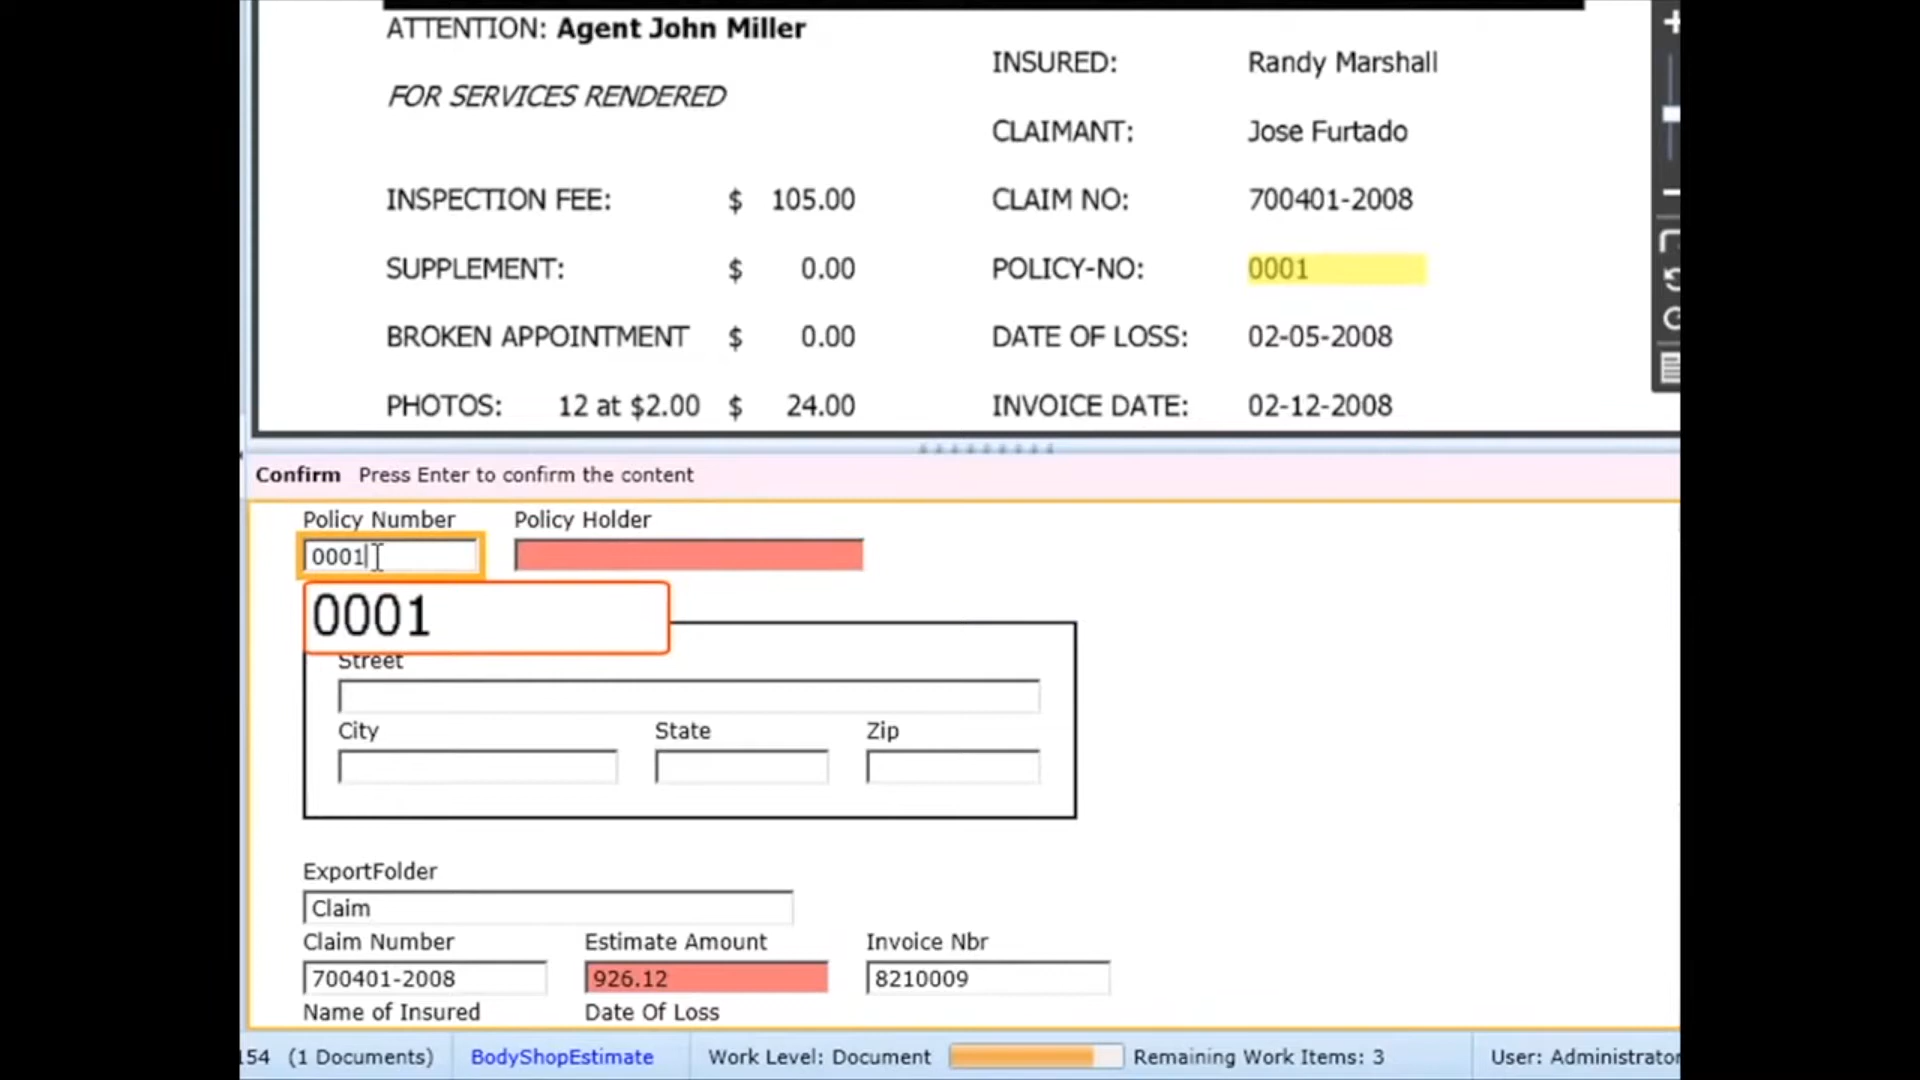 ATTENTION: Agent John Miller
INSURED: Randy Marshall
FOR SERVICES RENDERED
CLAIMANT: Jose Furtado
INSPECTION FEE: $ 105.00 CLAIM NO: 700401-2008
SUPPLEMENT: $ 0.00 POLICY-NO: 0001
BROKEN APPOINTMENT $ 0.00 DATE OF LOSS: 02-05-2008
PHOTOS: 12 at $2.00 $ 24.00 INVOICE DATE: 02-12-2008
Confirm Press Enter to confirm the content
Policy Number Policy Holder
0001
0001
Street
City State Zip
ExportFolder
Claim
Claim Number Estimate Amount Invoice Nbr
700401-2008 926.12 8210009
Name of Insured Date Of Loss
154 (1 Documents) BodyShopEstimate Work Level: Document Remaining Work Items: 3 User: Administrator